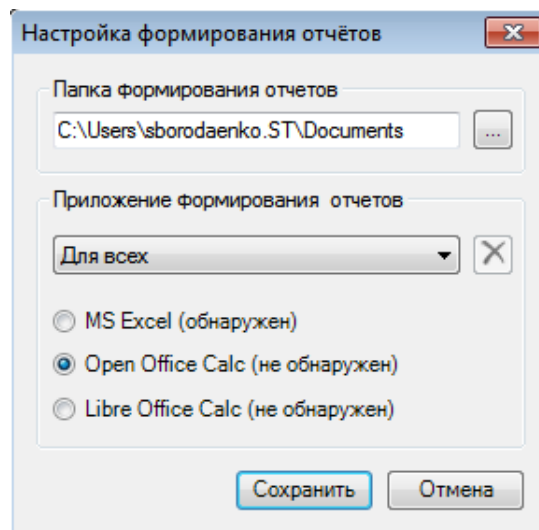 Настройка формирования отчётов
Папка формирования отчетов
C:\Users\sborodaenko.ST\Documents
...
Приложение формирования отчетов
Для всех
MS Excel (обнаружен)
Open Office Calc (не обнаружен)
Libre Office Calc (не обнаружен)
Сохранить Отмена